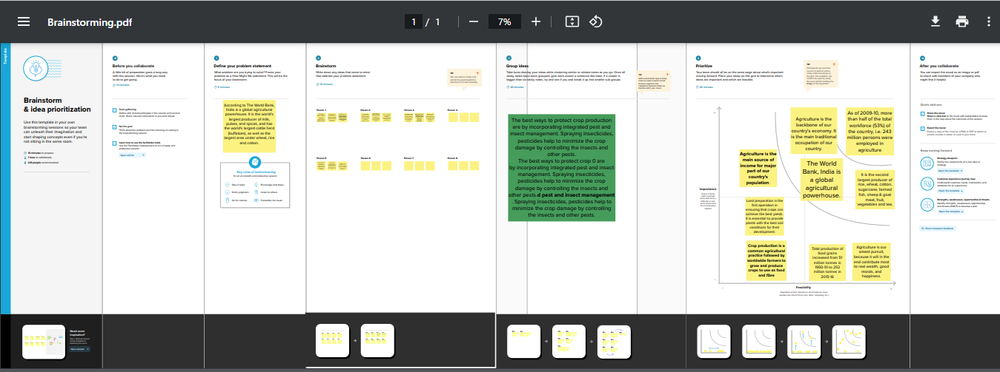 Brainstorming.pdf
1 / 1
7%
Template
Brainstorm
& idea prioritization
Use this template in your own
brainstorming sessions so your team
can unleash their imagination and
start shaping concepts even if you're
not sitting in the same room.
10 minutes to prepare
1 hour to collaborate
2-8 people recommended
Before you collaborate
A little bit of preparation goes a long way
with this session. Here's what you need
to do to get going.
10 minutes
Team gathering
Set the goal
Learn how to use the facilitation tools
Open article
Define your problem statement
What problem are you trying to solve? Frame your
problem as a How Might We statement. This will be the
focus of your brainstorm.
5 minutes
According to The World Bank,
India is a global agricultural
powerhouse. It is the world's
largest producer of milk,
pulses, and spices, and has
the world's largest cattle herd
(buffaloes), as well as the
largest area under wheat, rice
and cotton.
Key rules of brainstorming
To run an smooth and productive session
Stay in topic.
Encourage wild ideas.
Defer judgment.
Listen to others.
Go for volume.
If possible, be visual.
Brainstorm
Write down any ideas that come to mind
that address your problem statement.
10 minutes
Person 1
Person 2
Person 3
Person 4
Person 5
Person 6
Person 7
Person 8
Group ideas
Take turns sharing your ideas while clustering similar or related notes as you go. Once all
sticky notes have been grouped, give each cluster a sentence-like label. If a cluster is
bigger than six sticky notes, try and see if you and break it up into smaller sub-groups.
20 minutes
The best ways to protect crop production
are by incorporating integrated pest and
insect management. Spraying insecticides,
pesticides help to minimize the crop
damage by controlling the insects and
other pests.
The best ways to protect crop 0 are
by incorporating integrated pest and insect
management. Spraying insecticides,
pesticides help to minimize the crop
damage by controlling the insects and
other pests.d pest and insect management
. Spraying insecticides, pesticides help to
minimize the crop damage by controlling
the insects and other pests.
Prioritize
Your team should all be on the same page about what's important
moving forward. Place your ideas on this grid to determine which
ideas are important and which are feasible.
20 minutes
Agriculture is the
backbone of our
country's economy. It
is the main traditional
occupation of our
country.
As of 2009-10, more
than half of the total
workforce (53%) of
the country, i.e. 243
million persons were
employed in
agriculture
Agriculture is the
main source of
income for major
part of our
country's
population.
The World
Bank, India is
a global
agricultural
powerhouse.
It is the second
largest producer of
rice, wheat, cotton,
sugarcane, farmed
fish, sheep & goat
meat, fruit,
vegetables and tea.
Importance
Land preparation is the
first operation in
ensuring that crops can
achieve the best yields.
It is essential to provide
plants with the best soil
conditions for their
development.
Crop production is a
common agricultural
practice followed by
worldwide farmers to
grow and produce
crops to use as food
and fibre
Total production of
food grains
increased from 51
million tonnes in
1950-51 to 252
million tonnes in
2015-16
Agriculture is our
wisest pursuit,
because it will in the
end contribute most
to real wealth, good
morals, and
happiness.
Feasibility
After you collaborate
You can export the mural as an image or pdf
to share with members of your company who
might find it helpful.
Quick add-ons
Share the mural
Export the mural
Keep moving forward
Strategy blueprint
Open the template
Customer experience journey map
Open the template
Strengths, weaknesses, opportunities & threats
Open the template
Share template feedback
Need some
inspiration?
Open example